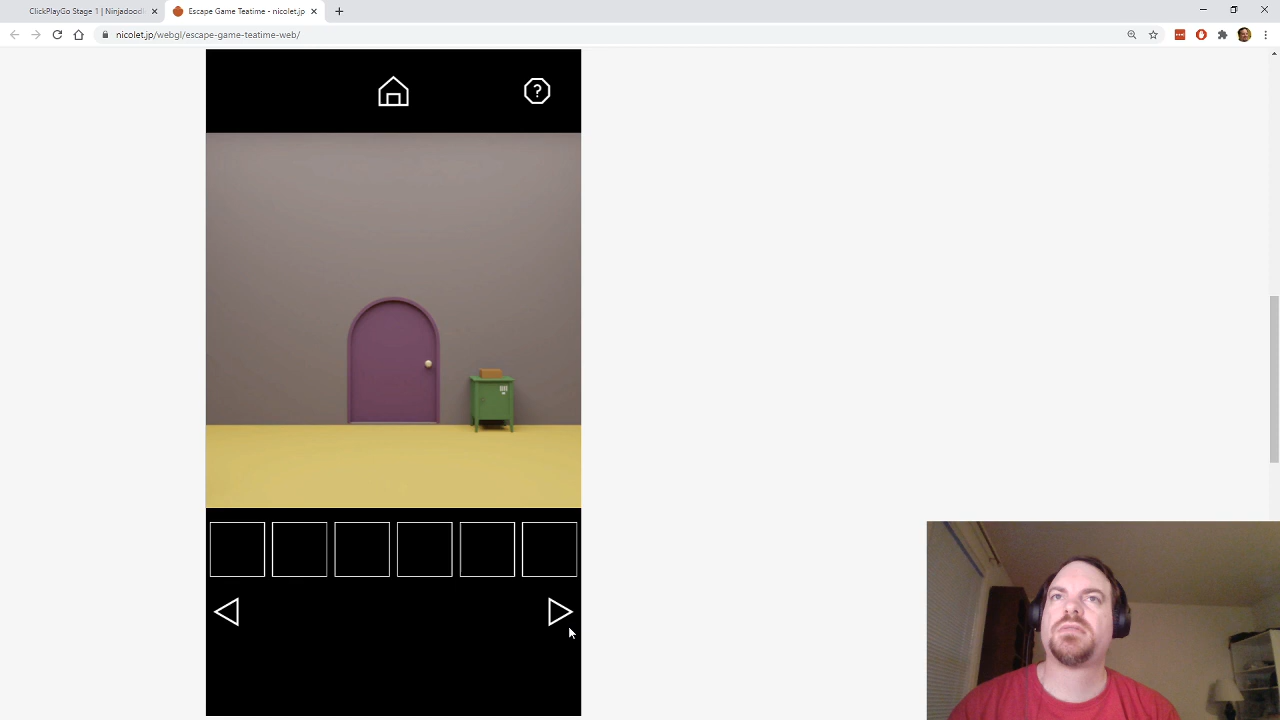 ClickPlayGo Stage 1 | Ninjadoodl
Escape Game Teatime - nicolet.jp
nicolet.jp/webgl/escape-game-teatime-web/
?